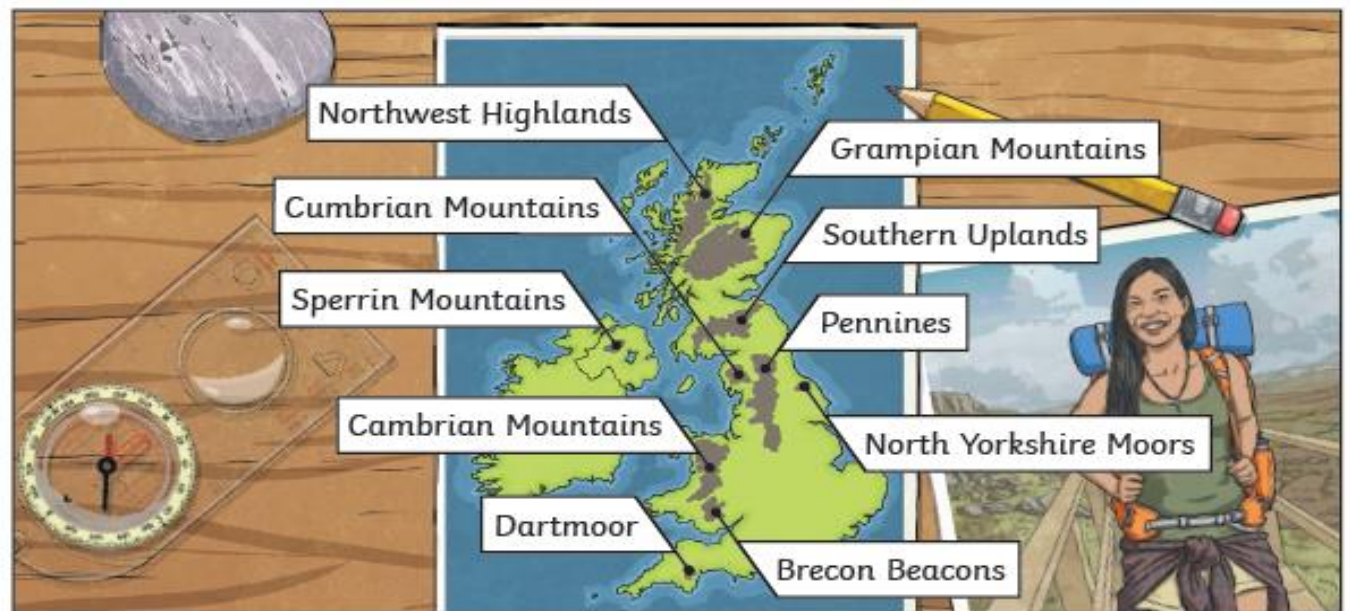 Northwest Highlands
Grampian Mountains
Cumbrian Mountains
Southern Uplands
Sperrin Mountains
Pennines
Cambrian Mountains
North Yorkshire Moors
Dartmoor
Brecon Beacons